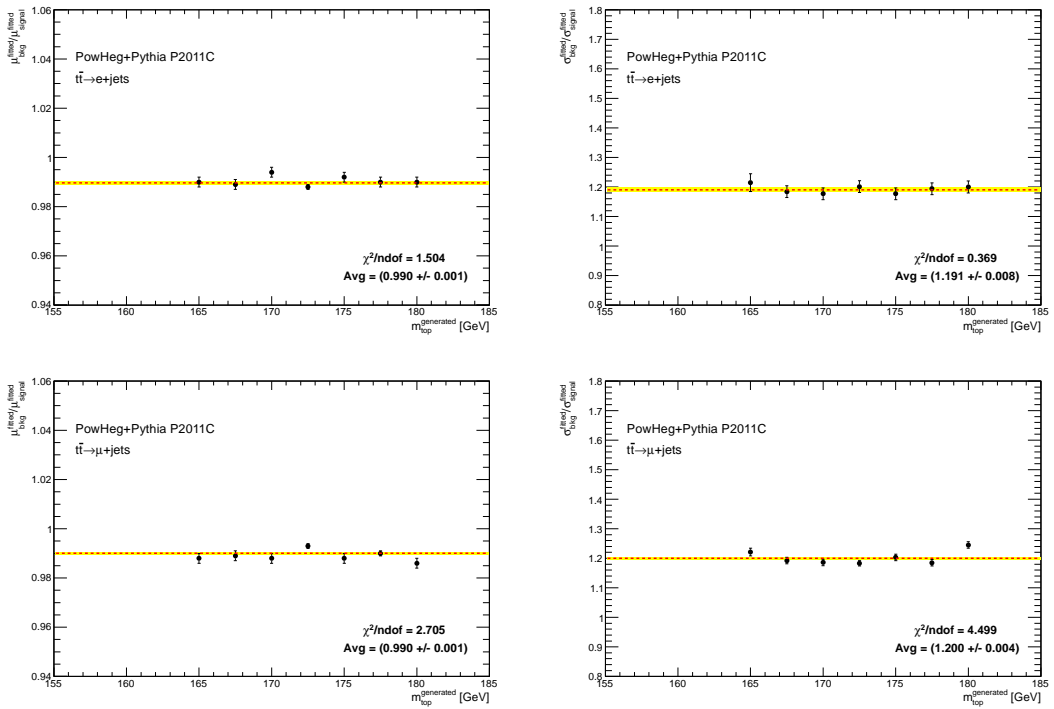 μ_bkg^fitted/μ_signal^fitted
1.06
1.04
1.02
1
0.98
0.96
0.94
PowHeg+Pythia P2011C
tt̄→e+jets
χ²/ndof = 1.504
Avg = (0.990 +/- 0.001)
155 160 165 170 175 180 185
m_top^generated [GeV]
σ_bkg^fitted/σ_signal^fitted
1.8
1.7
1.6
1.5
1.4
1.3
1.2
1.1
1
0.9
0.8
PowHeg+Pythia P2011C
tt̄→e+jets
χ²/ndof = 0.369
Avg = (1.191 +/- 0.008)
155 160 165 170 175 180 185
m_top^generated [GeV]
μ_bkg^fitted/μ_signal^fitted
1.06
1.04
1.02
1
0.98
0.96
0.94
PowHeg+Pythia P2011C
tt̄→μ+jets
χ²/ndof = 2.705
Avg = (0.990 +/- 0.001)
155 160 165 170 175 180 185
m_top^generated [GeV]
σ_bkg^fitted/σ_signal^fitted
1.8
1.7
1.6
1.5
1.4
1.3
1.2
1.1
1
0.9
0.8
PowHeg+Pythia P2011C
tt̄→μ+jets
χ²/ndof = 4.499
Avg = (1.200 +/- 0.004)
155 160 165 170 175 180 185
m_top^generated [GeV]